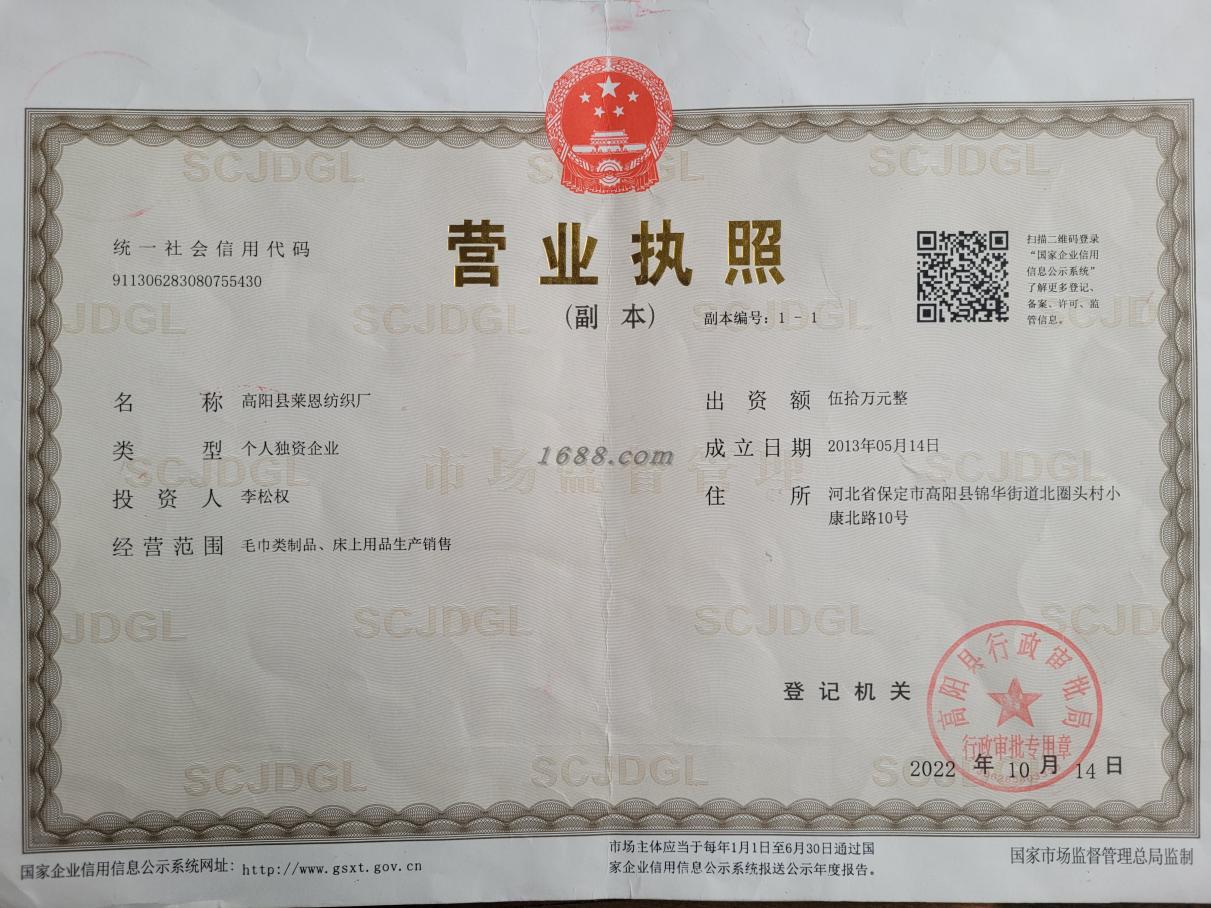 营业执照
(副 本)
副本编号：1 - 1
统一社会信用代码
911306283080755430
扫描二维码登录
“国家企业信用
信息公示系统”
了解更多登记、
备案、许可、监
管信息。
名 称 高阳县莱恩纺织厂
类 型 个人独资企业
投 资 人 李松权
经营范围 毛巾类制品、床上用品生产销售
出 资 额 伍拾万元整
成立日期 2013年05月14日
住 所 河北省保定市高阳县锦华街道北圈头村小
康北路10号
1688.com
市场监督管理
SCJDGL
登记机关
高阳县行政审批局
行政审批专用章
2022 年 10 月 14 日
国家企业信用信息公示系统网址：http://www.gsxt.gov.cn
市场主体应当于每年1月1日至6月30日通过国
家企业信用信息公示系统报送公示年度报告。
国家市场监督管理总局监制